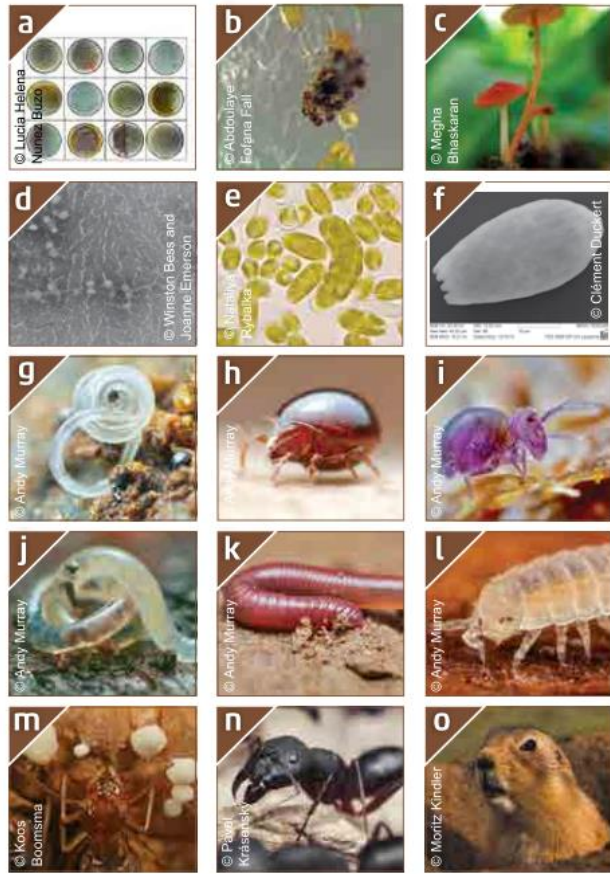 a
© Lucia Helena
Nuñez Buzo
b
© Abdoulaye
Fofana Fall
c
© Megha
Bhaskaran
d
© Winston Bess and
Joanne Emerson
e
© Nataliya
Rybalka
f
© Clément Duckert
g
© Andy Murray
h
© Andy Murray
i
© Andy Murray
j
© Andy Murray
k
© Andy Murray
l
© Andy Murray
m
© Koos
Boomsma
n
© Pavel
Krásenský
o
© Moritz Kindler